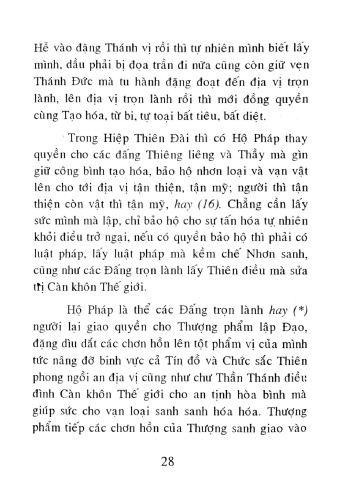 Hễ vào đặng Thánh vị rồi thì tự nhiên mình biết lấy
mình, dầu phải bị đọa trần đi nữa cũng còn giữ vẹn
Thánh Đức mà tu hành đặng đoạt đến địa vị trọn
lành, lên địa vị trọn lành rồi thì mới đồng quyền
cùng Tạo hóa, từ bi, tự toại bất tiêu, bất diệt.
Trong Hiệp Thiên Đài thì có Hộ Pháp thay
quyền cho các đấng Thiêng liêng và Thầy mà gìn
giữ công bình tạo hóa, bảo hộ nhơn loại và vạn vật
lên cho tới địa vị tận thiện, tận mỹ; người thì tận
thiện còn vật thì tận mỹ, hay (16). Chẳng cần lấy
sức mình mà lập, chỉ bảo hộ cho sự tấn hóa tự nhiên
khỏi điều trở ngại, nếu có quyền bảo hộ thì phải có
luật pháp, lấy luật pháp mà kềm chế Nhơn sanh,
cũng như các Đấng trọn lành lấy Thiên điều mà sửa
trị Càn khôn Thế giới.
Hộ Pháp là thể các Đấng trọn lành hay (*)
người lại giao quyền cho Thượng phẩm lập Đạo,
đặng dìu dắt các chơn hồn lên tột phẩm vị của mình
tức nâng đỡ binh vực cả Tín đồ và Chức sắc Thiên
phong ngồi an địa vị cũng như chư Thần Thánh điều
đình Càn khôn Thế giới cho an tịnh hòa bình mà
giúp sức cho vạn loại sanh sanh hóa hóa. Thượng
phẩm tiếp các chơn hồn của Thượng sanh giao vào
28